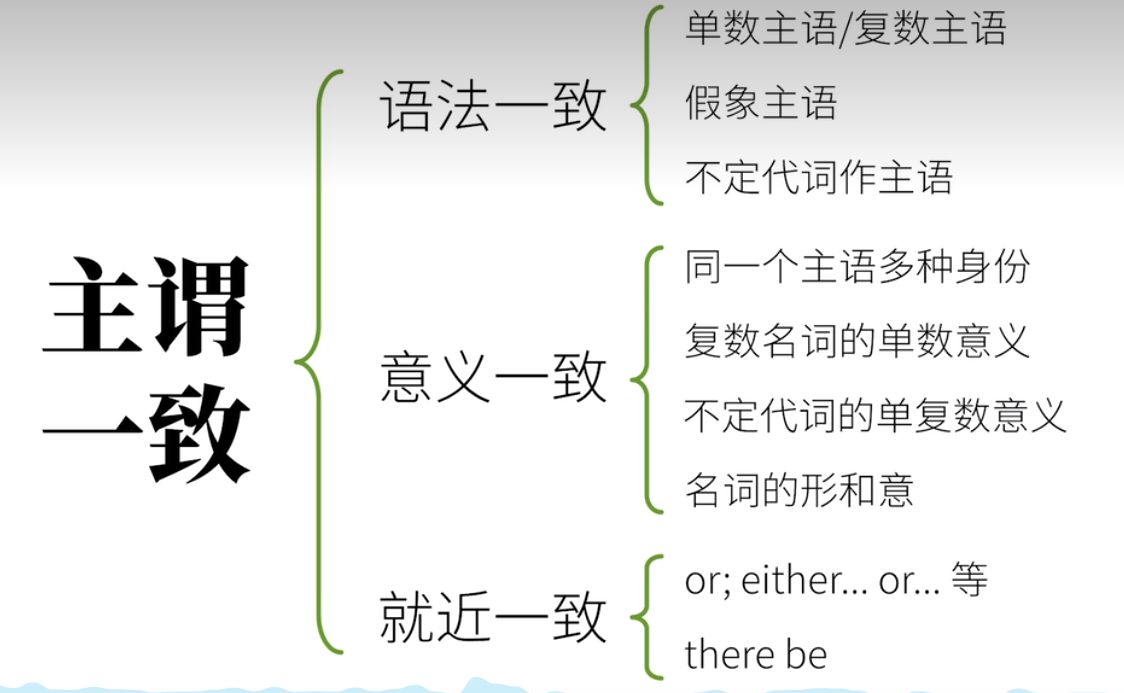 主谓
一致
语法一致
单数主语/复数主语
假象主语
不定代词作主语
意义一致
同一个主语多种身份
复数名词的单数意义
不定代词的单复数意义
名词的形和意
就近一致
or; either... or... 等
there be